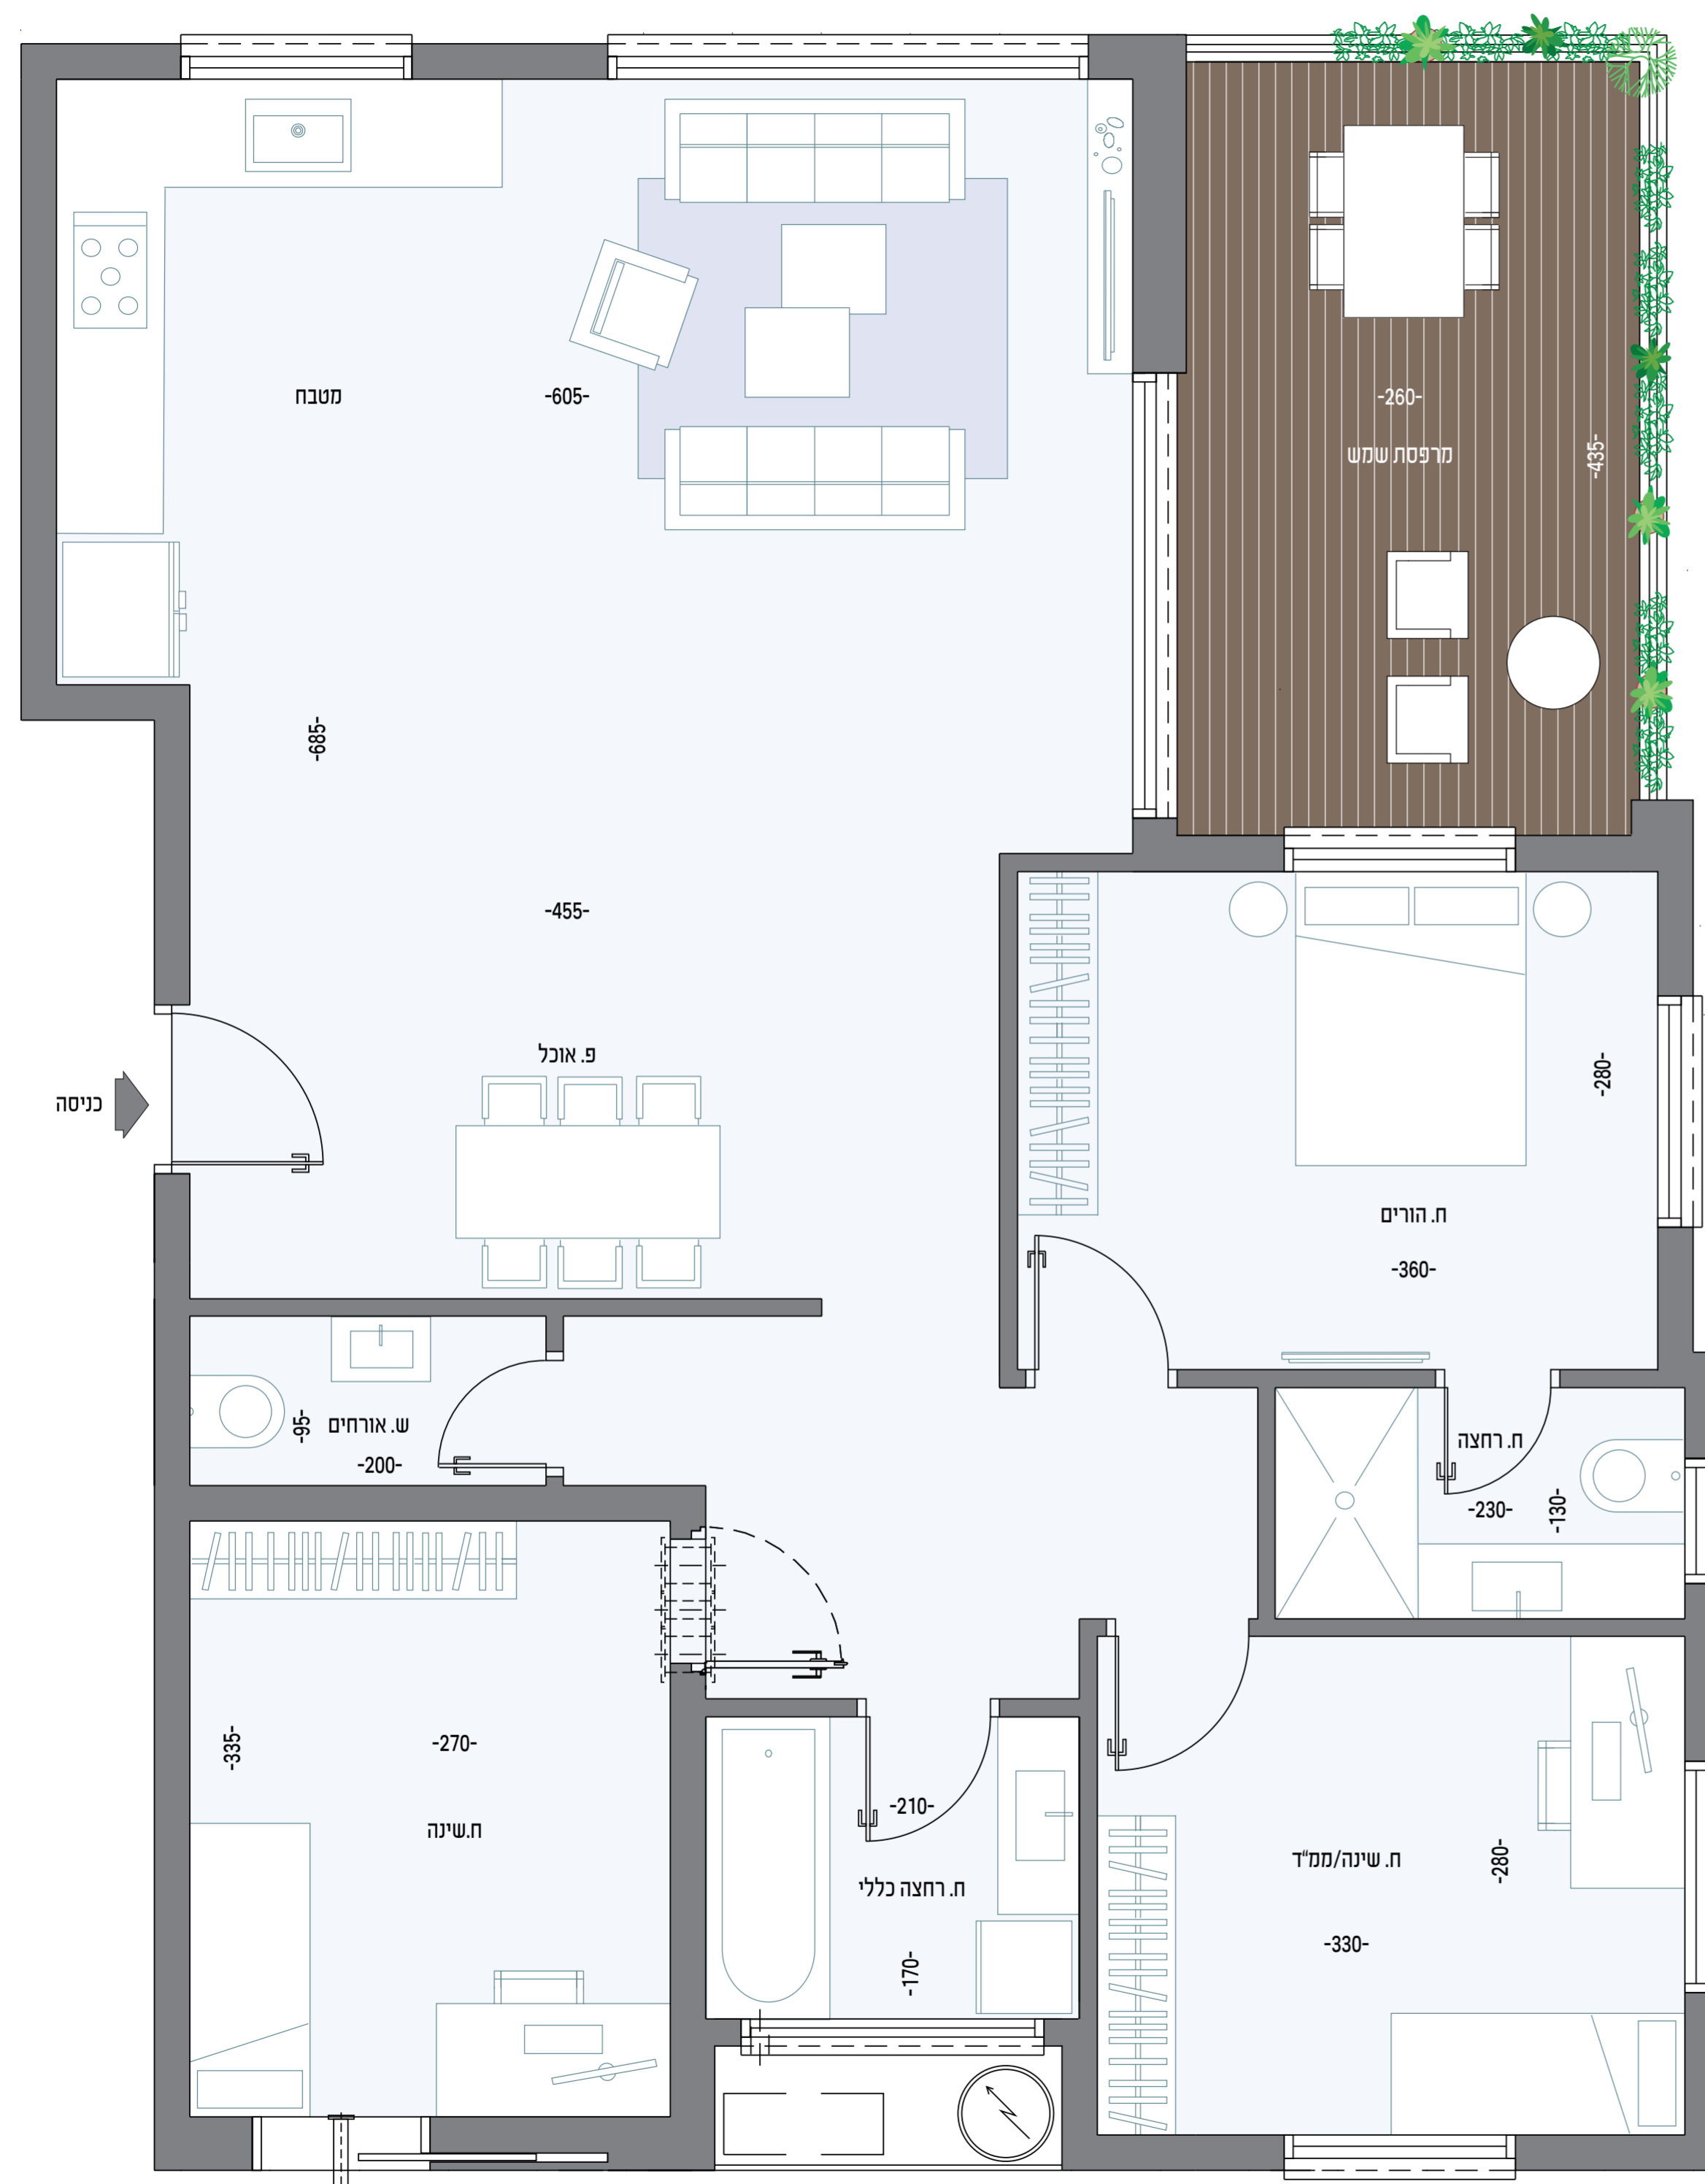 מטבח
-605-
-260-
מרפסת שמש
-435-
-685-
-455-
פ. אוכל
כניסה
-280-
ח. הורים
-360-
ש. אורחים
-95-
-200-
ח. רחצה
-230-
-130-
-335-
-270-
ח.שינה
-210-
ח. רחצה כללי
-170-
ח. שינה/ממ"ד
-280-
-330-